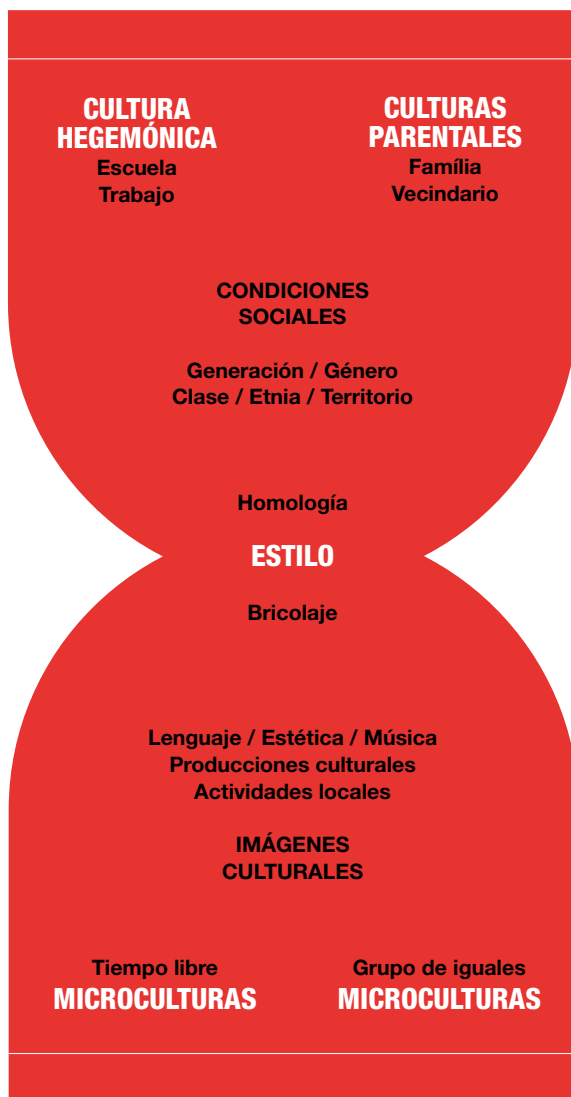 CULTURA
HEGEMÓNICA
Escuela
Trabajo
CULTURAS
PARENTALES
Família
Vecindario
CONDICIONES
SOCIALES
Generación / Género
Clase / Etnia / Territorio
Homología
ESTILO
Bricolaje
Lenguaje / Estética / Música
Producciones culturales
Actividades locales
IMÁGENES
CULTURALES
Tiempo libre
MICROCULTURAS
Grupo de iguales
MICROCULTURAS